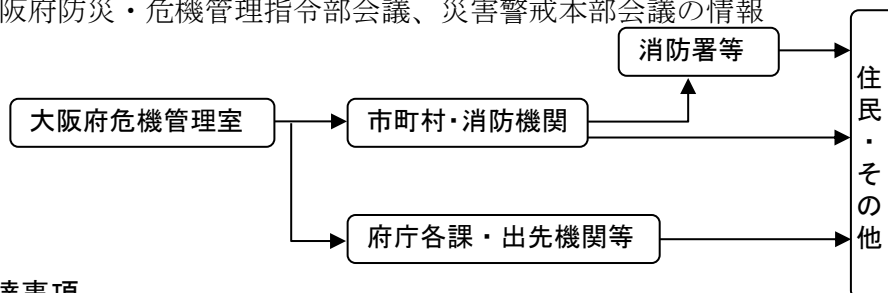 阪府防災・危機管理指令部会議、災害警戒本部会議の情報
消防署等
大阪府危機管理室
市町村・消防機関
府庁各課・出先機関等
住民・その他
達事項